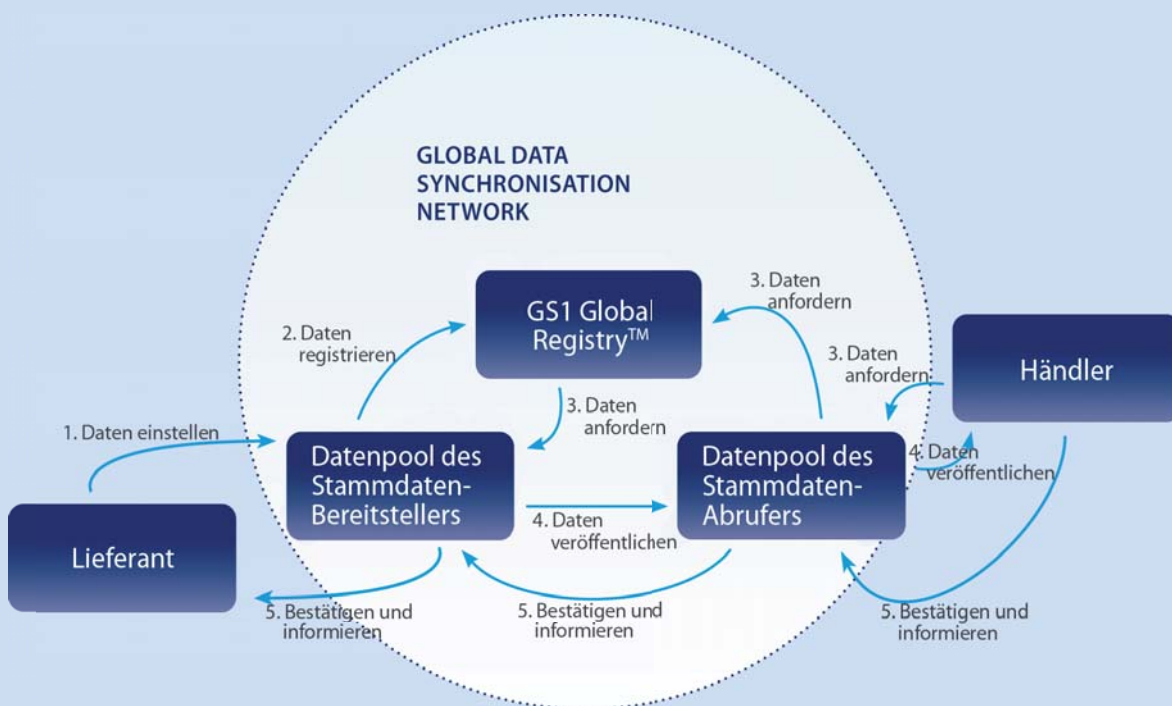 GLOBAL DATA
SYNCHRONISATION
NETWORK
GS1 Global
Registry™
3. Daten
anfordern
2. Daten
registrieren
3. Daten
anfordern
Händler
3. Daten
anfordern
1. Daten einstellen
Datenpool des
Stammdaten-
Bereitstellers
Datenpool des
Stammdaten-
Abrufers
4. Daten
veröffentlichen
4. Daten
veröffentlichen
Lieferant
5. Bestätigen und
informieren
5. Bestätigen und
informieren
5. Bestätigen und
informieren